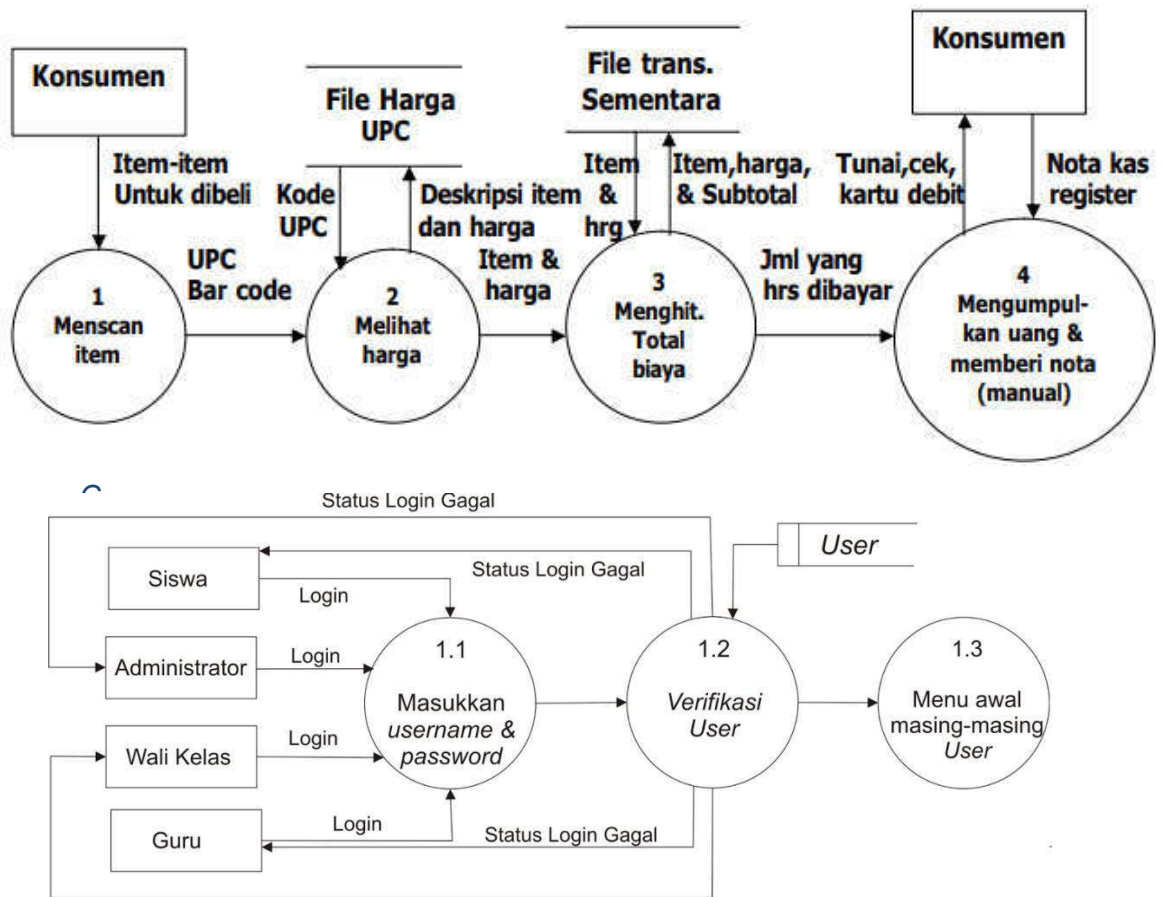 Konsumen
File Harga
UPC
File trans.
Sementara
Konsumen
Item-item
Untuk dibeli
Kode
UPC
Deskripsi item
dan harga
Item
&
hrg
Item,harga,
& Subtotal
Tunai,cek,
kartu debit
Nota kas
register
UPC
Bar code
Item &
harga
Jml yang
hrs dibayar
1
Menscan
item
2
Melihat
harga
3
Menghit.
Total
biaya
4
Mengumpul-
kan uang &
memberi nota
(manual)
Status Login Gagal
User
Siswa
Status Login Gagal
Login
Administrator
Login
Wali Kelas
Login
Guru
Login
Status Login Gagal
1.1
Masukkan
username &
password
1.2
Verifikasi
User
1.3
Menu awal
masing-masing
User